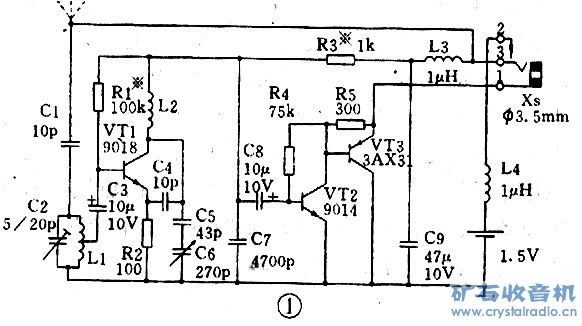 R3※ 1k
L3
1μH
2
3
1
Xs
φ3.5mm
C1
10p
R1※
100k
L2
R4
75k
R5
300
VT1
9018
C4
10p
C8
10μ
10V
VT3
3AX31
L4
1μH
C2
5/20p
C3
10μ
10V
L1
R2
100
C5
43p
C6
270p
C7
4700p
VT2
9014
C9
47μ
10V
1.5V
①
矿石收音机
www.crystalradio.cn